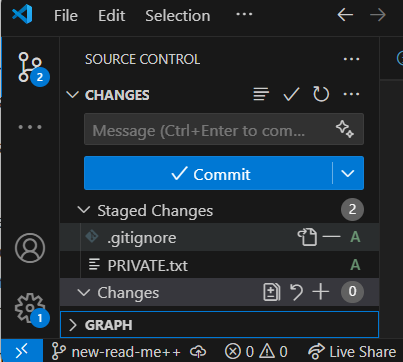 File Edit Selection ...
SOURCE CONTROL ...
CHANGES ...
2
Message (Ctrl+Enter to com...
Commit
Staged Changes 2
.gitignore A
PRIVATE.txt A
Changes 0
1
GRAPH
new-read-me++ 0 0 Live Share